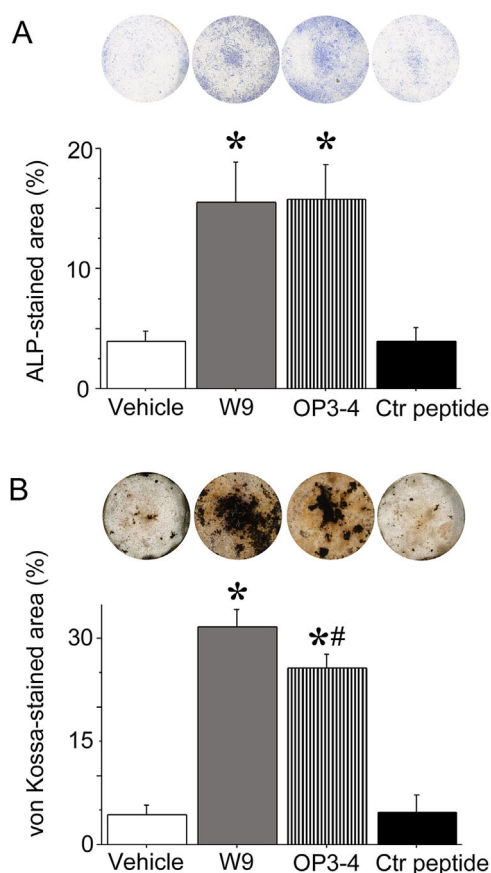 A
ALP-stained area (%)
20
*
*
10
0
Vehicle
W9
OP3-4
Ctr peptide
B
von Kossa-stained area (%)
30
*
*#
15
0
Vehicle
W9
OP3-4
Ctr peptide